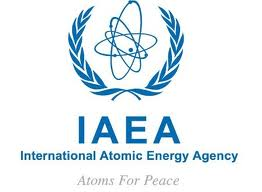 IAEA
International Atomic Energy Agency
Atoms For Peace